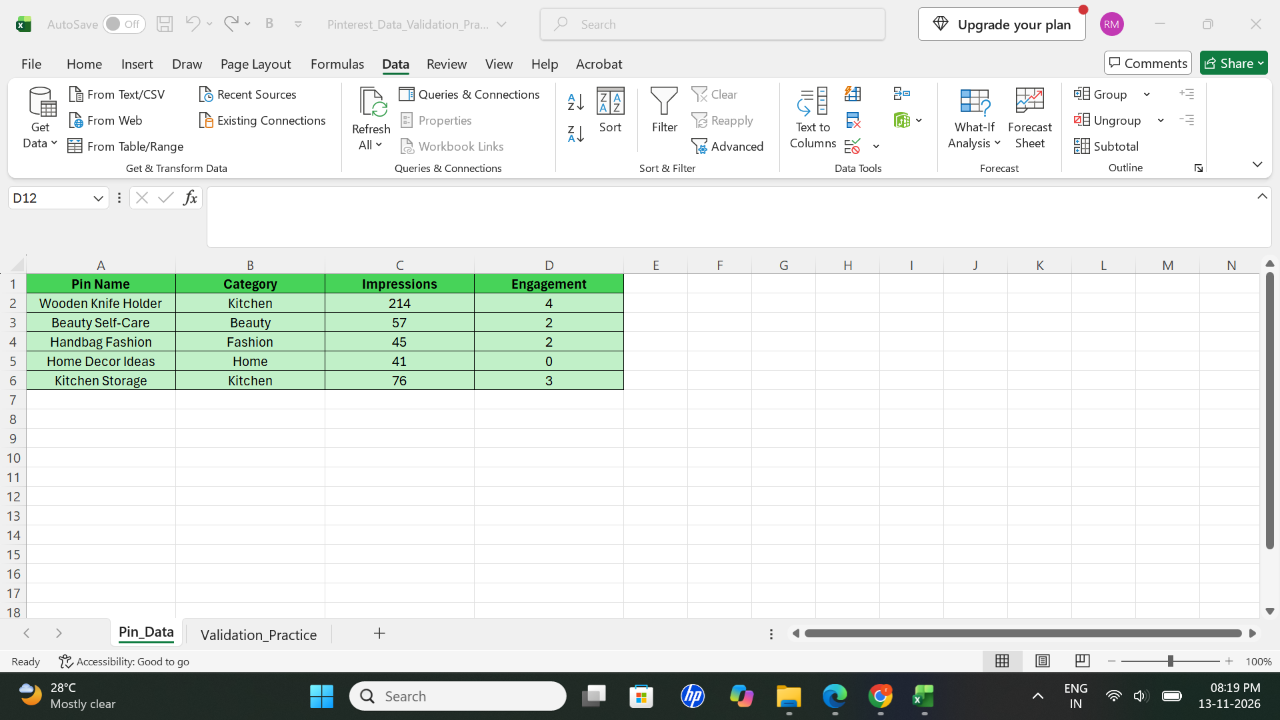 AutoSave Off B Pinterest_Data_Validation_Pra... Search Upgrade your plan RM
File Home Insert Draw Page Layout Formulas Data Review View Help Acrobat Comments Share
Get Data From Text/CSV From Web From Table/Range Recent Sources Existing Connections
Get & Transform Data
Refresh All Queries & Connections Properties Workbook Links
Queries & Connections
Sort Filter Clear Reapply Advanced
Sort & Filter
Text to Columns
Data Tools
What-If Analysis Forecast Sheet
Forecast
Group Ungroup Subtotal
Outline
D12 fx
A B C D E F G H I J K L M N
1 Pin Name Category Impressions Engagement
2 Wooden Knife Holder Kitchen 214 4
3 Beauty Self-Care Beauty 57 2
4 Handbag Fashion Fashion 45 2
5 Home Decor Ideas Home 41 0
6 Kitchen Storage Kitchen 76 3
7
8
9
10
11
12
13
14
15
16
17
18
Pin_Data Validation_Practice
Ready Accessibility: Good to go 100%
28°C
Mostly clear
Search
hp
ENG
IN
08:19 PM
13-11-2026